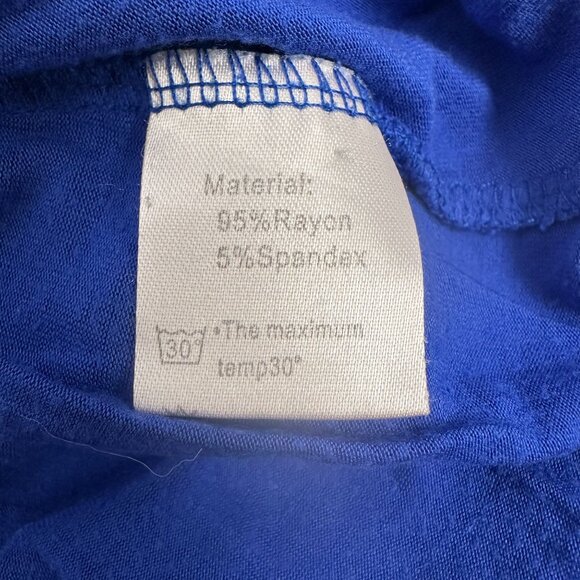 Material:
95%Rayon
5%Spandex
30° •The maximum
temp30°